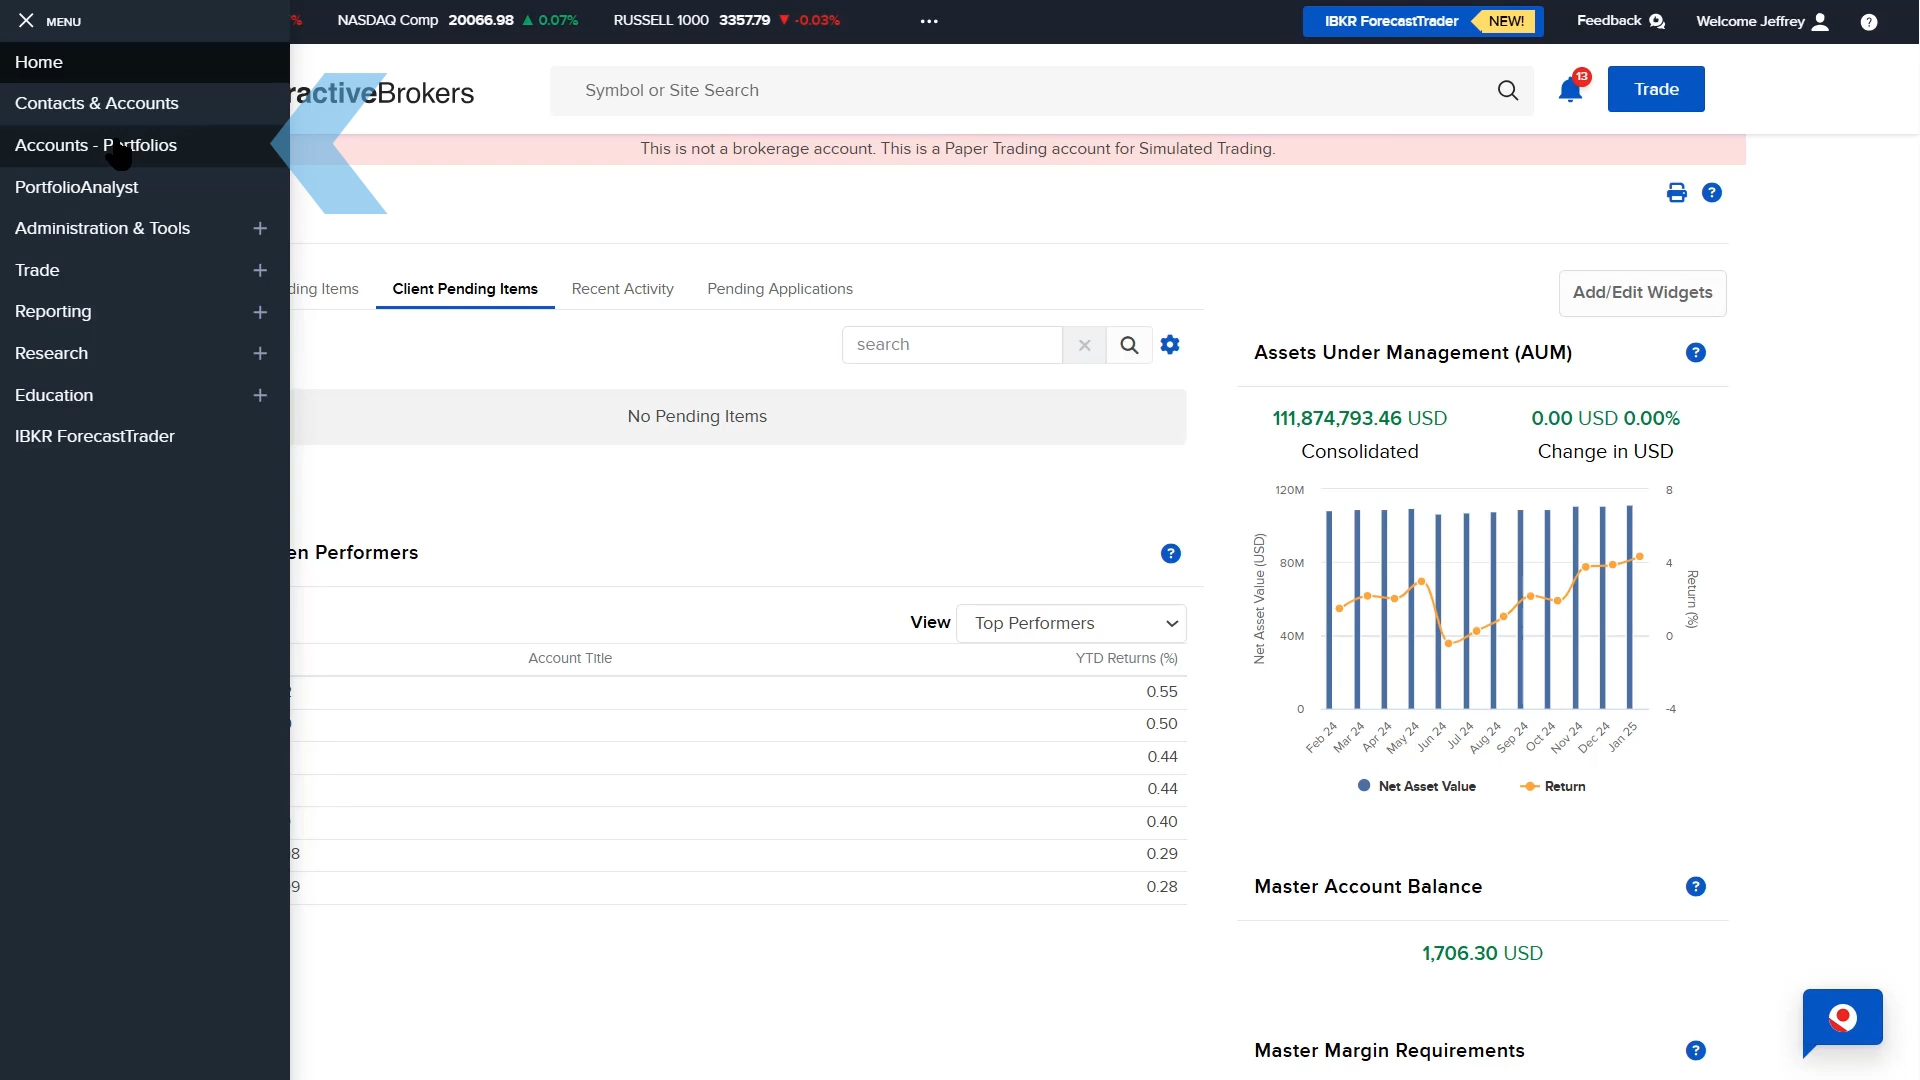 MENU
%
NASDAQ Comp 20066.98 ▲ 0.07%
RUSSELL 1000 3357.79 ▼ -0.03%
IBKR ForecastTrader
NEW!
Feedback
Welcome Jeffrey
?
Home
Contacts & Accounts
Accounts - Portfolios
PortfolioAnalyst
Administration & Tools +
Trade +
Reporting +
Research +
Education +
IBKR ForecastTrader
ractiveBrokers
Symbol or Site Search
13
Trade
This is not a brokerage account. This is a Paper Trading account for Simulated Trading.
?
ding Items
Client Pending Items
Recent Activity
Pending Applications
Add/Edit Widgets
search
No Pending Items
en Performers
?
View
Top Performers
Account Title
YTD Returns (%)
0.55
0.50
0.44
0.44
0.40
8
0.29
9
0.28
Assets Under Management (AUM)
?
111,874,793.46 USD
Consolidated
0.00 USD 0.00%
Change in USD
Net Asset Value (USD)
120M
80M
40M
0
8
4
0
-4
Return (%)
Feb 24
Mar 24
Apr 24
May 24
Jun 24
Jul 24
Aug 24
Sep 24
Oct 24
Nov 24
Dec 24
Jan 25
Net Asset Value
Return
Master Account Balance
?
1,706.30 USD
Master Margin Requirements
?